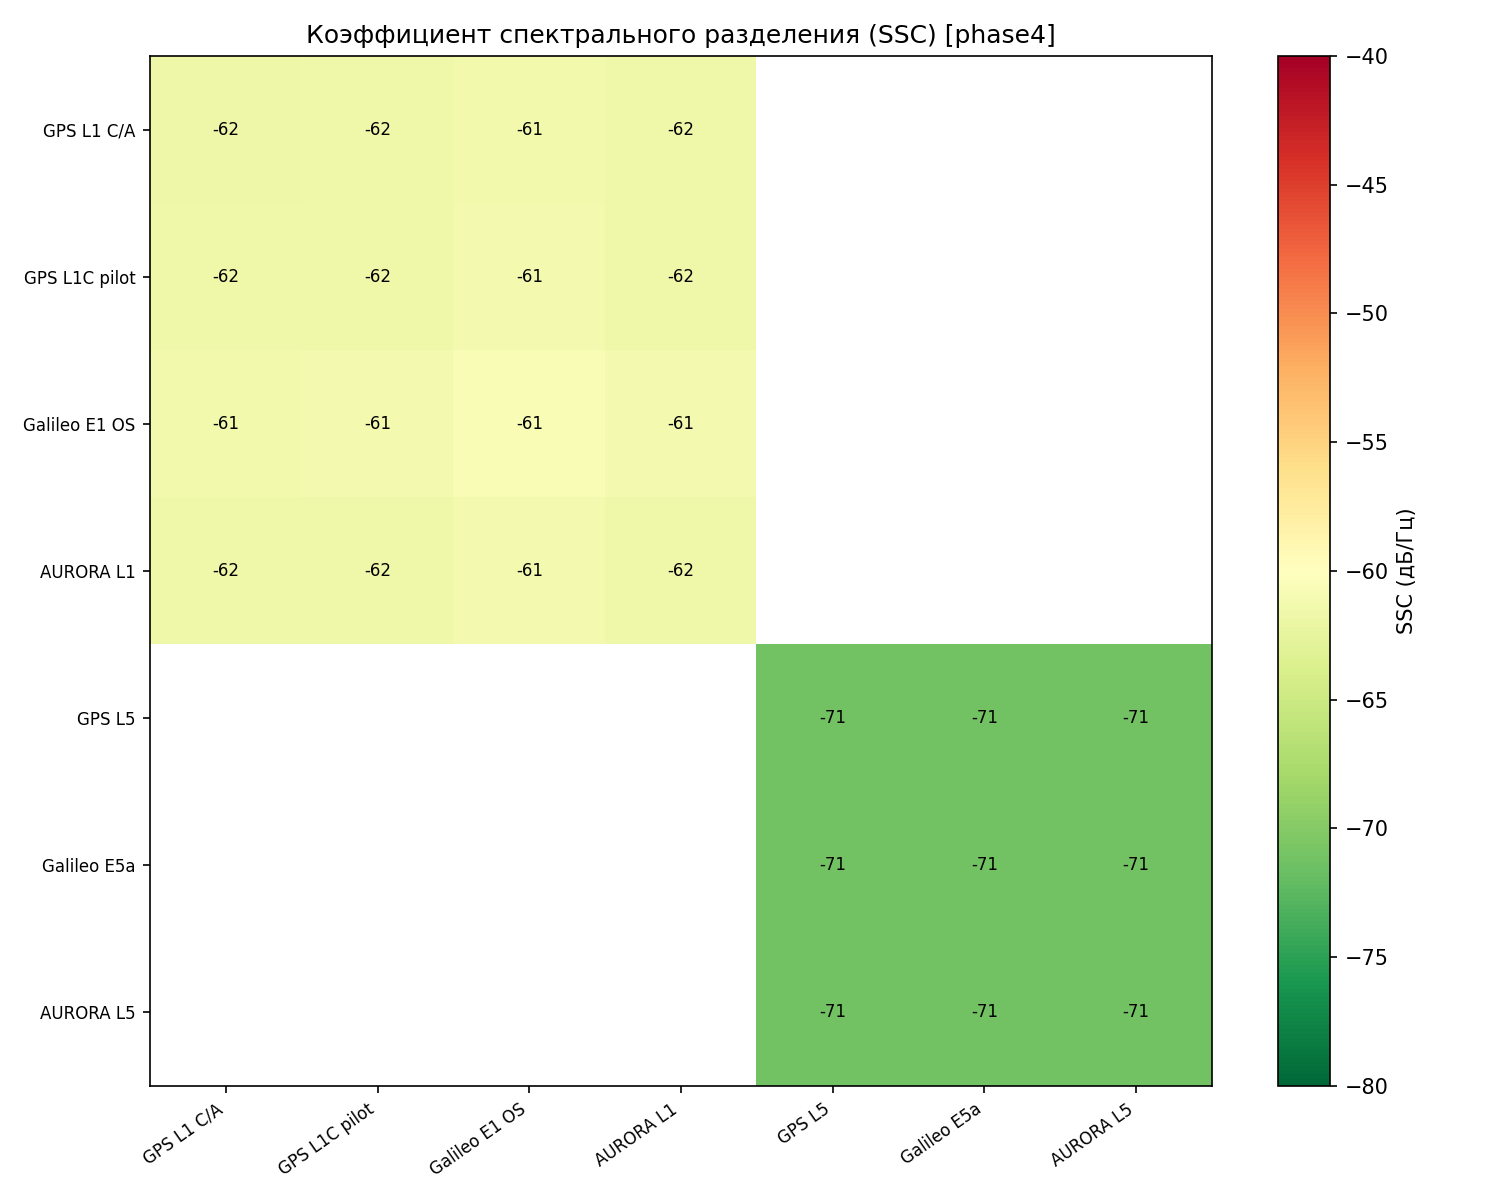 Коэффициент спектрального разделения (SSC) [phase4]
GPS L1 C/A
-62
-62
-61
-62
GPS L1C pilot
-62
-62
-61
-62
Galileo E1 OS
-61
-61
-61
-61
AURORA L1
-62
-62
-61
-62
GPS L5
-71
-71
-71
Galileo E5a
-71
-71
-71
AURORA L5
-71
-71
-71
GPS L1 C/A
GPS L1C pilot
Galileo E1 OS
AURORA L1
GPS L5
Galileo E5a
AURORA L5
−40
−45
−50
−55
−60
−65
−70
−75
−80
SSC (дБ/Гц)